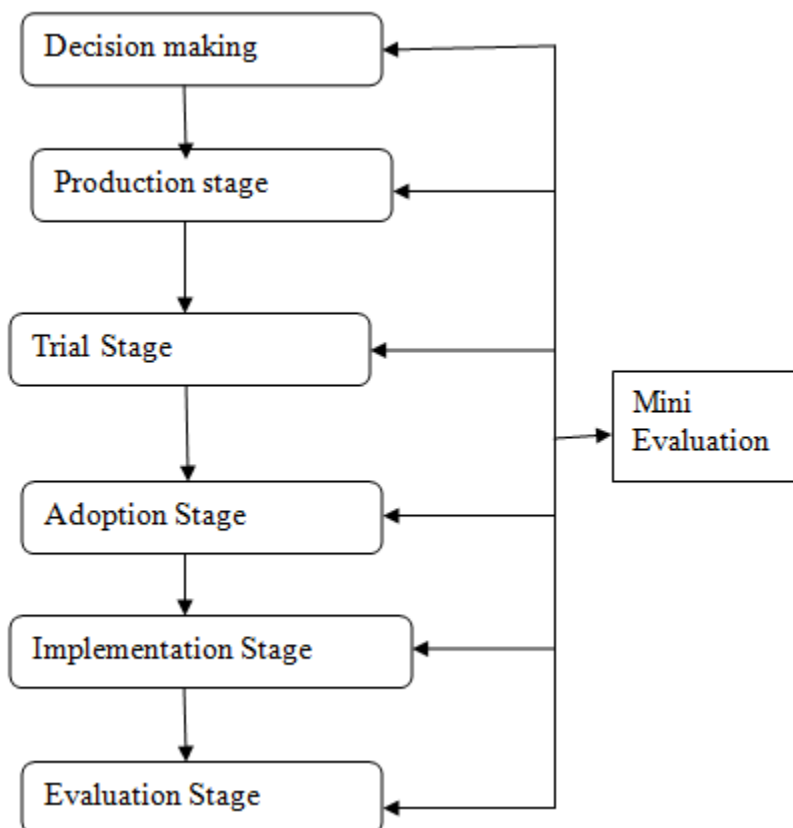 Decision making
Production stage
Trial Stage
Mini
Evaluation
Adoption Stage
Implementation Stage
Evaluation Stage